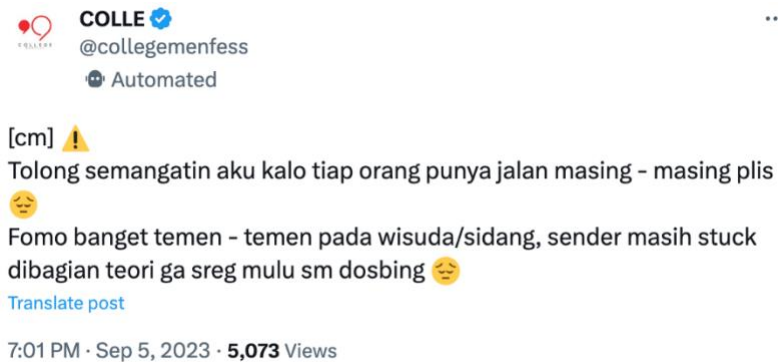 COLLE
@collegemenfess
Automated
[cm] ⚠️
Tolong semangatin aku kalo tiap orang punya jalan masing - masing plis
😔
Fomo banget temen - temen pada wisuda/sidang, sender masih stuck
dibagian teori ga sreg mulu sm dosbing 😔
Translate post
7:01 PM · Sep 5, 2023 · 5,073 Views